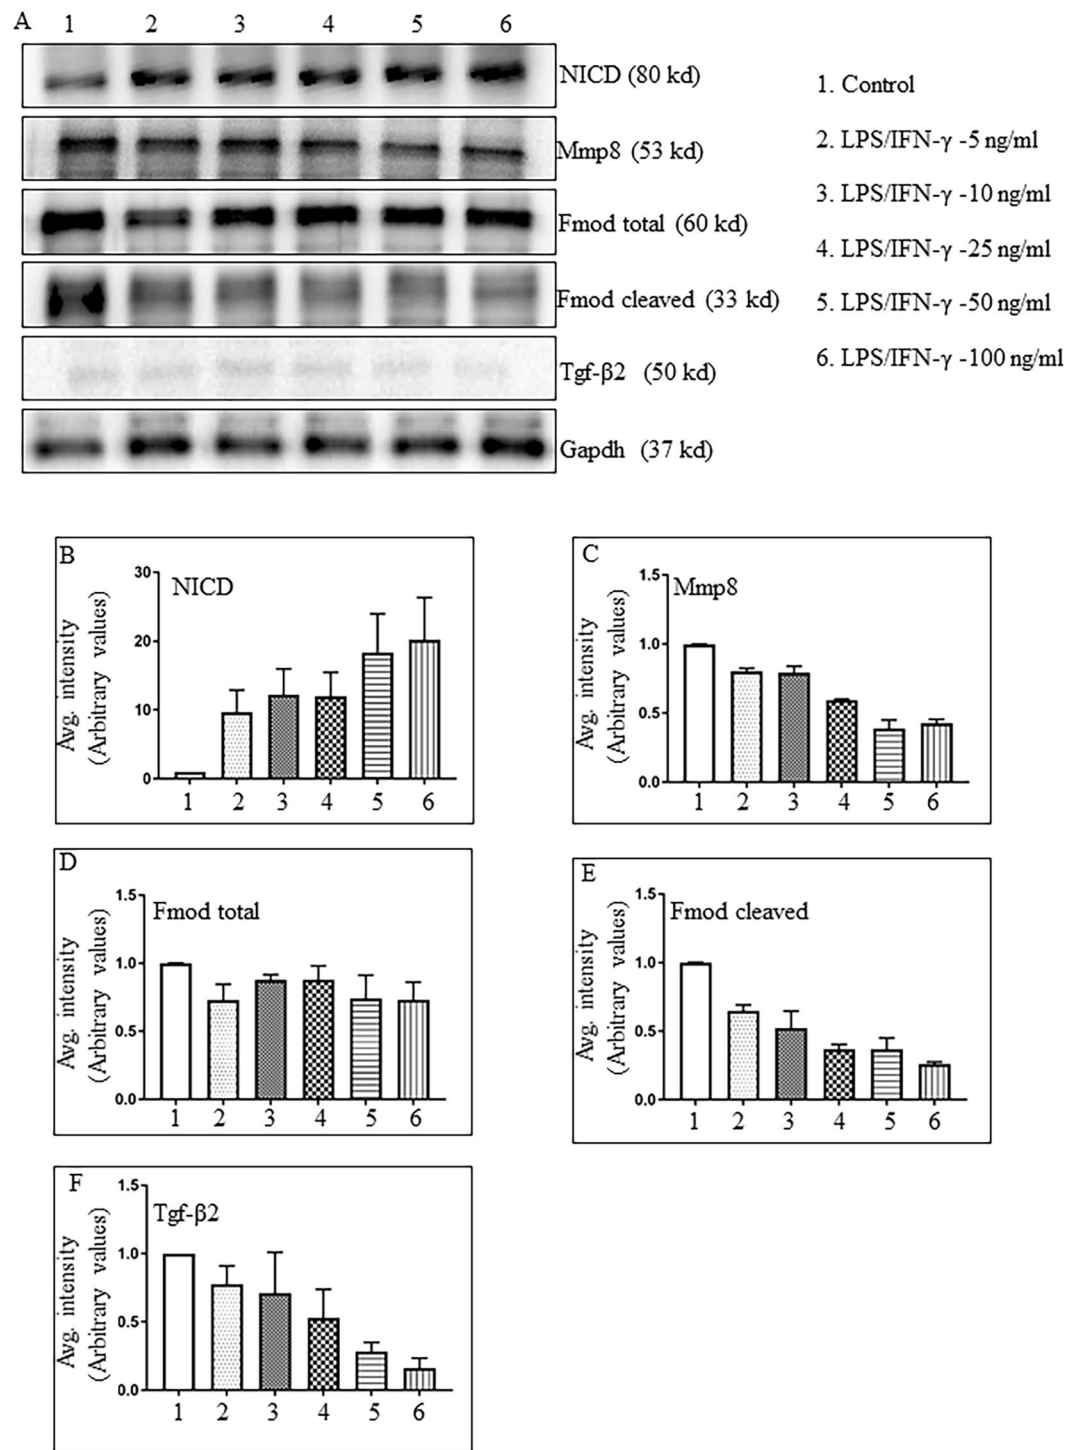 A 1 2 3 4 5 6
NICD (80 kd)
Mmp8 (53 kd)
Fmod total (60 kd)
Fmod cleaved (33 kd)
Tgf-β2 (50 kd)
Gapdh (37 kd)
1. Control
2. LPS/IFN-γ -5 ng/ml
3. LPS/IFN-γ -10 ng/ml
4. LPS/IFN-γ -25 ng/ml
5. LPS/IFN-γ -50 ng/ml
6. LPS/IFN-γ -100 ng/ml
B
NICD
Avg. intensity
(Arbitrary values)
30
20
10
0
1 2 3 4 5 6
C
Mmp8
Avg. intensity
(Arbitrary values)
1.5
1.0
0.5
0.0
1 2 3 4 5 6
D
Fmod total
Avg. intensity
(Arbitrary values)
1.5
1.0
0.5
0.0
1 2 3 4 5 6
E
Fmod cleaved
Avg. intensity
(Arbitrary values)
1.5
1.0
0.5
0.0
1 2 3 4 5 6
F
Tgf-β2
Avg. intensity
(Arbitrary values)
1.5
1.0
0.5
0.0
1 2 3 4 5 6